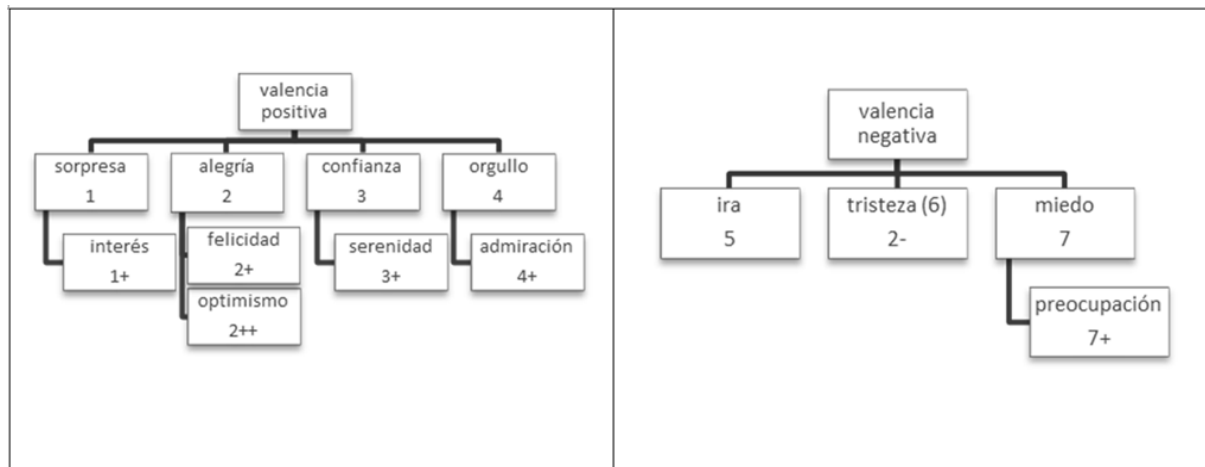 valencia
positiva
sorpresa
1
alegría
2
confianza
3
orgullo
4
interés
1+
felicidad
2+
optimismo
2++
serenidad
3+
admiración
4+
valencia
negativa
ira
5
tristeza (6)
2-
miedo
7
preocupación
7+